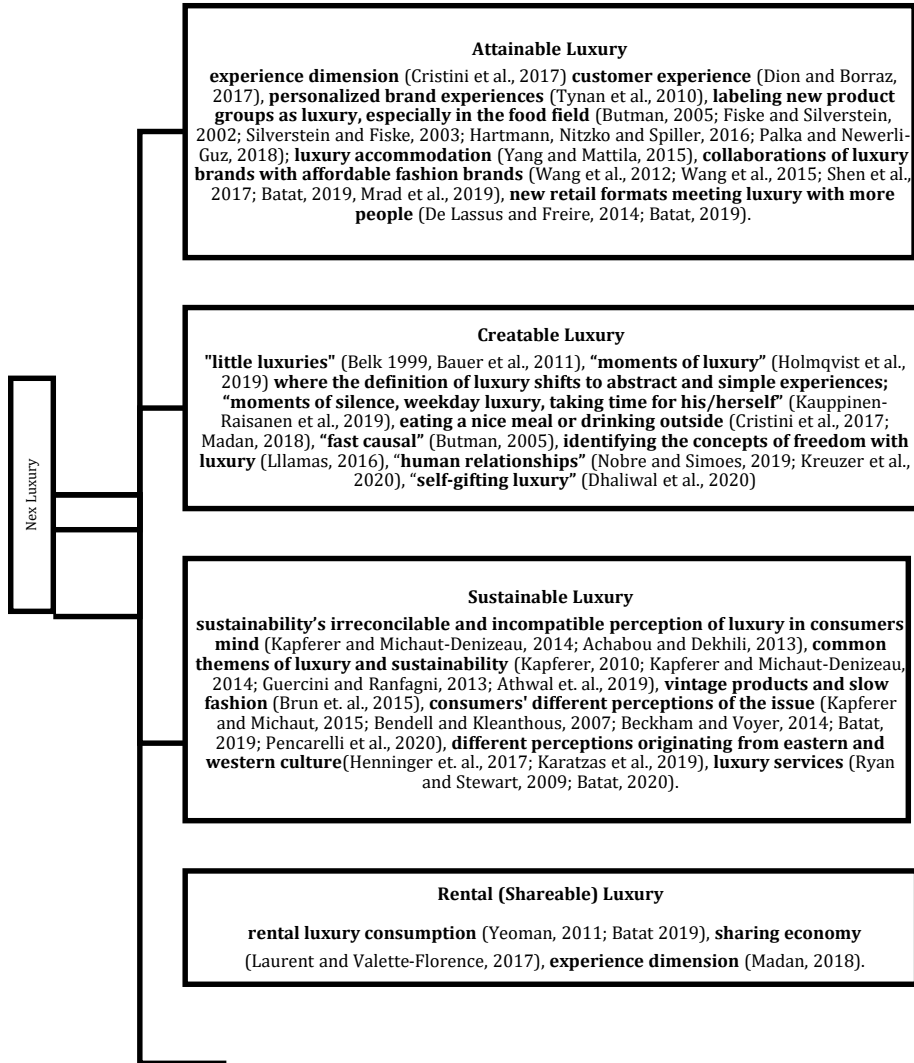 Attainable Luxury
experience dimension (Cristini et al., 2017) customer experience (Dion and Borraz,
2017), personalized brand experiences (Tynan et al., 2010), labeling new product
groups as luxury, especially in the food field (Butman, 2005; Fiske and Silverstein,
2002; Silverstein and Fiske, 2003; Hartmann, Nitzko and Spiller, 2016; Palka and Newerli-
Guz, 2018); luxury accommodation (Yang and Mattila, 2015), collaborations of luxury
brands with affordable fashion brands (Wang et al., 2012; Wang et al., 2015; Shen et al.,
2017; Batat, 2019, Mrad et al., 2019), new retail formats meeting luxury with more
people (De Lassus and Freire, 2014; Batat, 2019).
Creatable Luxury
"little luxuries" (Belk 1999, Bauer et al., 2011), “moments of luxury” (Holmqvist et al.,
2019) where the definition of luxury shifts to abstract and simple experiences;
“moments of silence, weekday luxury, taking time for his/herself” (Kauppinen-
Raisanen et al., 2019), eating a nice meal or drinking outside (Cristini et al., 2017;
Madan, 2018), “fast causal” (Butman, 2005), identifying the concepts of freedom with
luxury (Lllamas, 2016), “human relationships” (Nobre and Simoes, 2019; Kreuzer et al.,
2020), “self-gifting luxury” (Dhaliwal et al., 2020)
Nex Luxury
Sustainable Luxury
sustainability’s irreconcilable and incompatible perception of luxury in consumers
mind (Kapferer and Michaut-Denizeau, 2014; Achabou and Dekhili, 2013), common
themens of luxury and sustainability (Kapferer, 2010; Kapferer and Michaut-Denizeau,
2014; Guercini and Ranfagni, 2013; Athwal et. al., 2019), vintage products and slow
fashion (Brun et. al., 2015), consumers' different perceptions of the issue (Kapferer
and Michaut, 2015; Bendell and Kleanthous, 2007; Beckham and Voyer, 2014; Batat,
2019; Pencarelli et al., 2020), different perceptions originating from eastern and
western culture(Henninger et. al., 2017; Karatzas et al., 2019), luxury services (Ryan
and Stewart, 2009; Batat, 2020).
Rental (Shareable) Luxury
rental luxury consumption (Yeoman, 2011; Batat 2019), sharing economy
(Laurent and Valette-Florence, 2017), experience dimension (Madan, 2018).